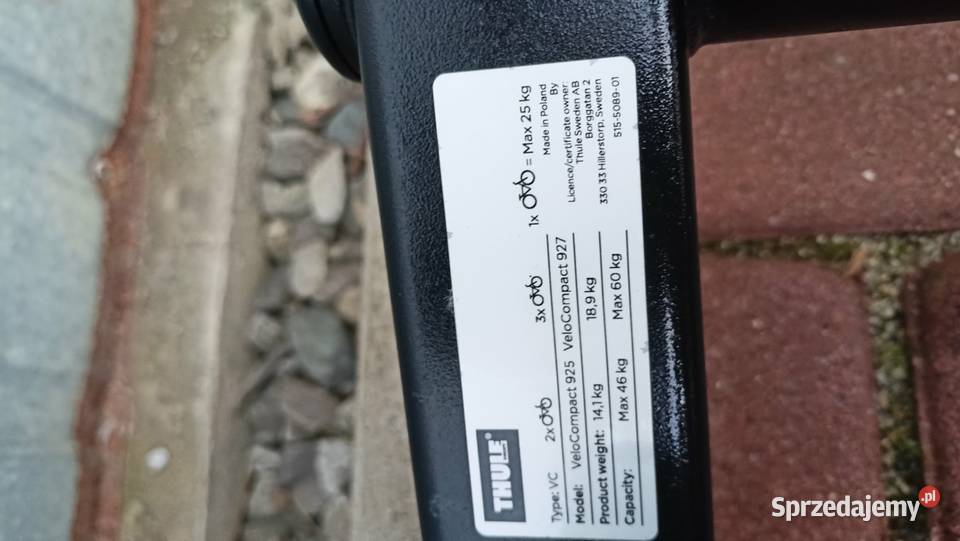 THULE
SWEDEN
Type: VC 2x 3x 1x = Max 25 kg
Model: VeloCompact 925 VeloCompact 927
Product weight: 14,1 kg 18,9 kg
Capacity: Max 46 kg Max 60 kg
Made in Poland
By
Licence/certificate owner:
Thule Sweden AB
Borggatan 2
330 33 Hillerstorp, Sweden
515-5089-01
Sprzedajemy.pl